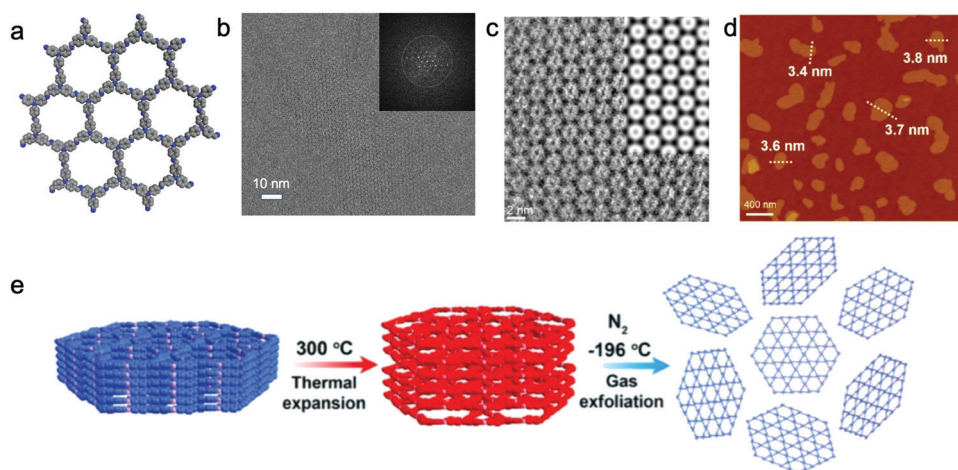 a
b
10 nm
c
2 nm
d
3.4 nm
3.8 nm
3.7 nm
3.6 nm
400 nm
e
300 °C
Thermal
expansion
N2
-196 °C
Gas
exfoliation